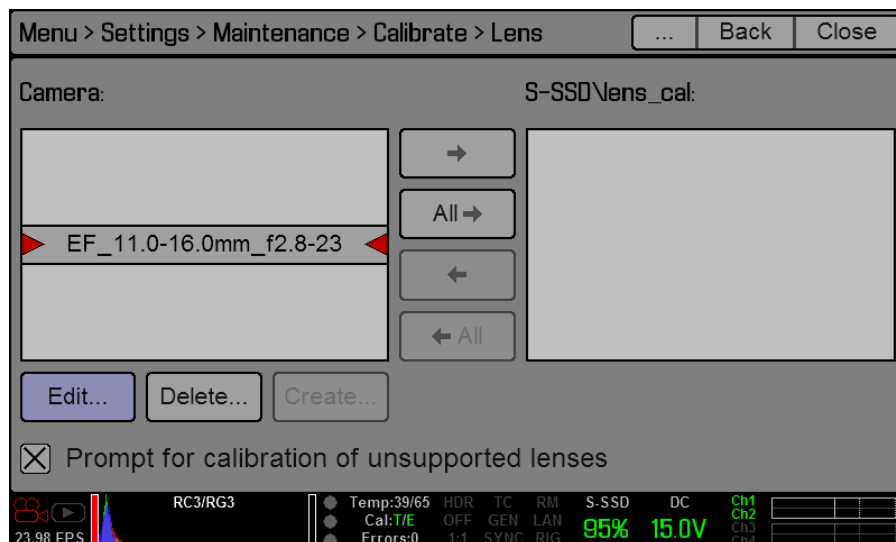 Menu > Settings > Maintenance > Calibrate > Lens ... Back Close
Camera: S-SSD\lens_cal:
All
EF_11.0-16.0mm_f2.8-23
All
Edit... Delete... Create...
Prompt for calibration of unsupported lenses
RC3/RG3 Temp:39/65 HDR TC RM S-SSD DC Ch1
Cal:T/E OFF GEN LAN 95% 15.0V Ch2
23.98 FPS Errors:0 1:1 SYNC RIG Ch3
Ch4